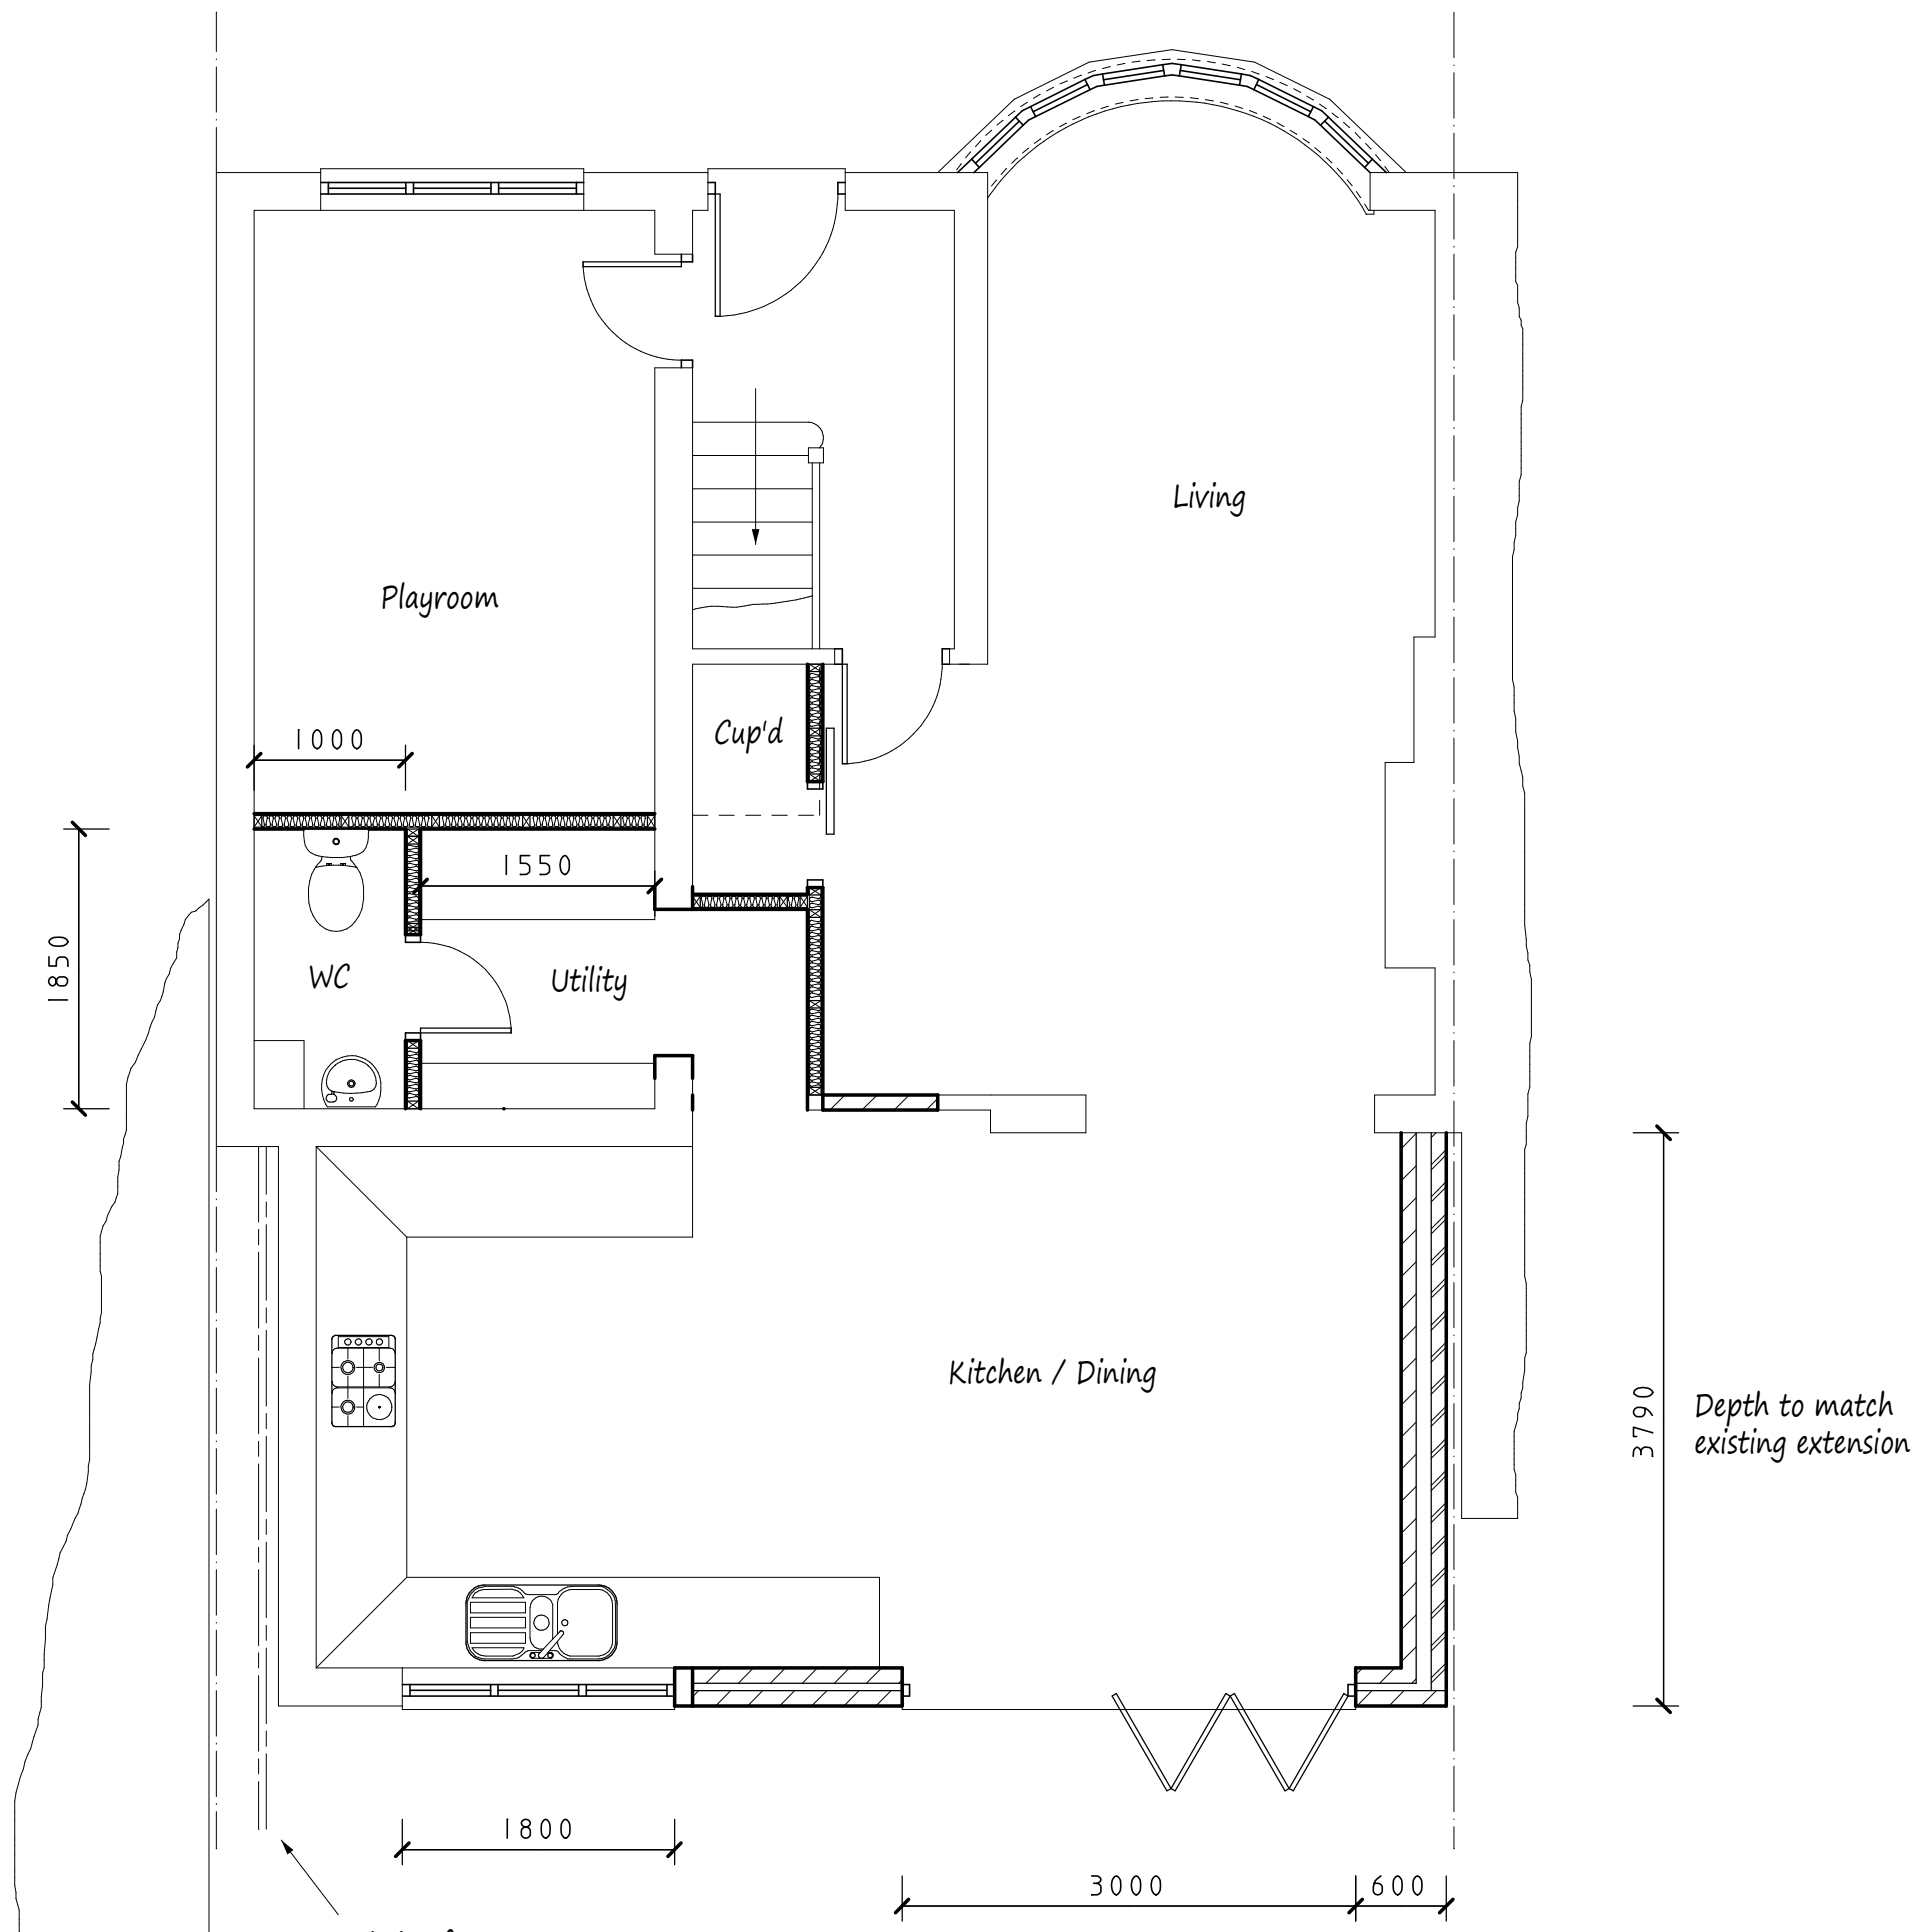 Living
Playroom
1000
Cup'd
1550
1850
WC
Utility
Kitchen / Dining
3790
Depth to match
existing extension
1800
3000
600